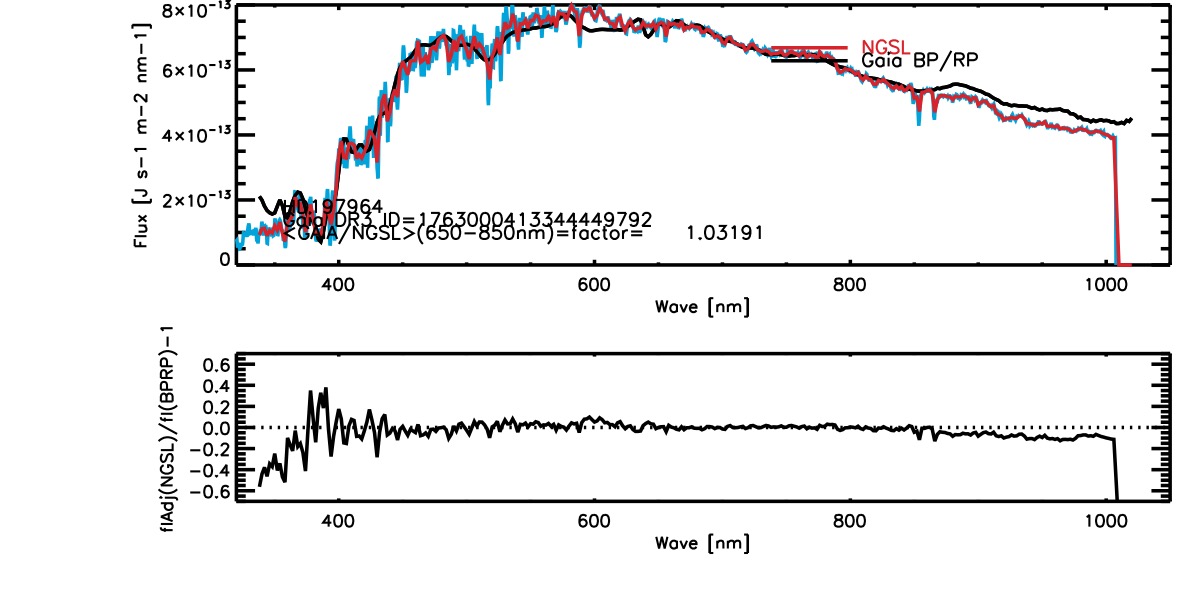 8×10−13
6×10−13
4×10−13
2×10−13
0
Flux [J s−1 m−2 nm−1]
NGSL
Gaia BP/RP
HD197964
Gaia DR3 ID=1763000413344449792
<GAIA/NGSL>(650−850nm)=factor= 1.03191
400 600 800 1000
Wave [nm]
flAdj(NGSL)/fl(BPRP)−1
0.6
0.4
0.2
0.0
−0.2
−0.4
−0.6
400 600 800 1000
Wave [nm]